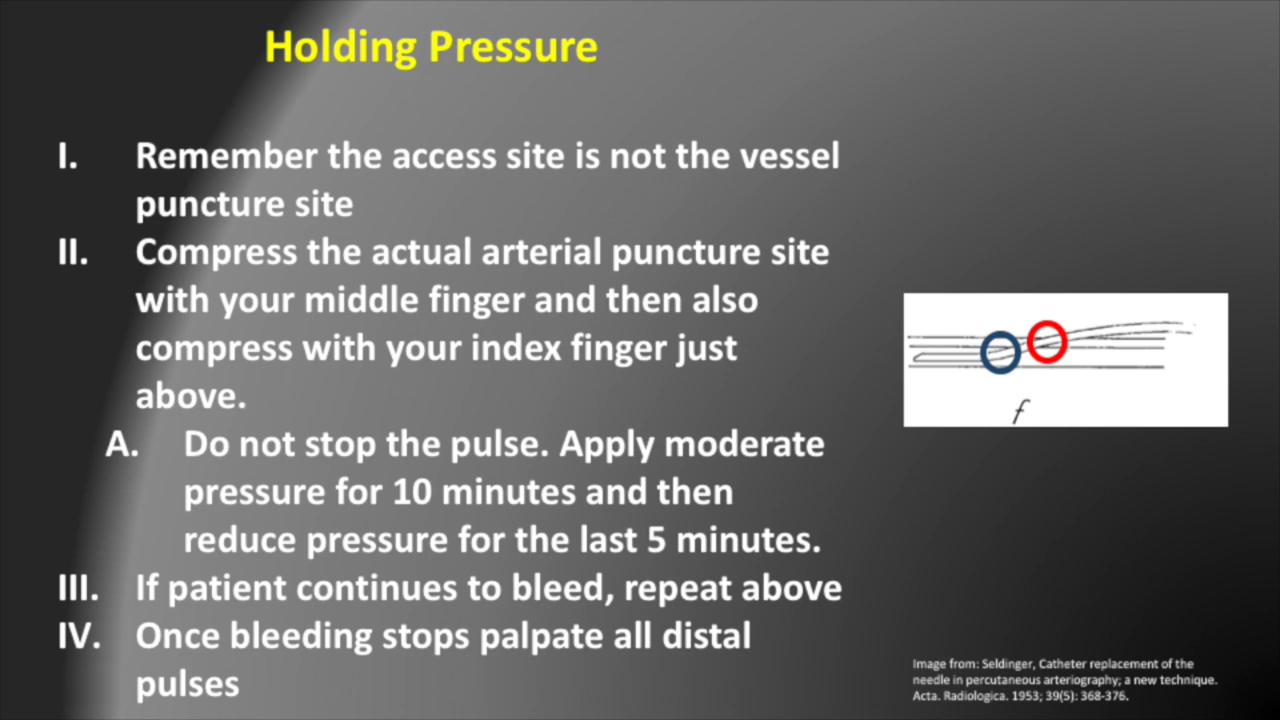 Holding Pressure
I. Remember the access site is not the vessel
puncture site
II. Compress the actual arterial puncture site
with your middle finger and then also
compress with your index finger just
above.
A. Do not stop the pulse. Apply moderate
pressure for 10 minutes and then
reduce pressure for the last 5 minutes.
III. If patient continues to bleed, repeat above
IV. Once bleeding stops palpate all distal
pulses
f
Image from: Seldinger, Catheter replacement of the
needle in percutaneous arteriography; a new technique.
Acta. Radiologica. 1953; 39(5): 368-376.